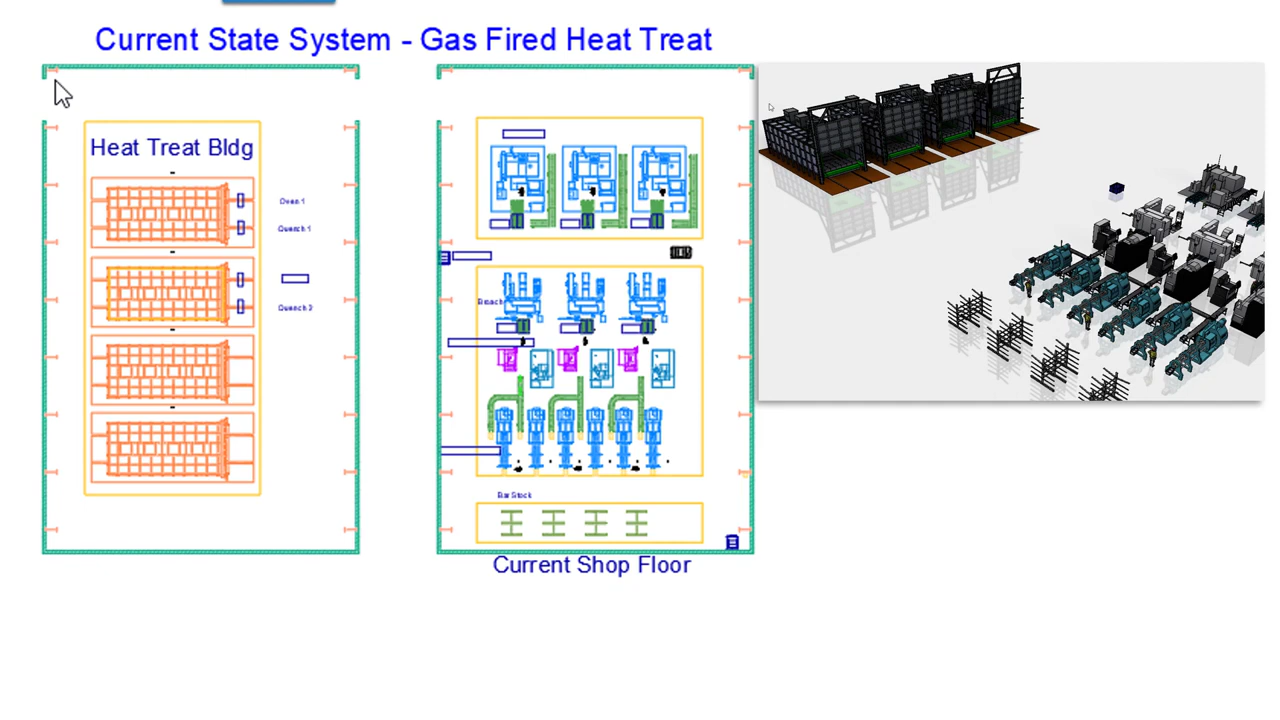 Current State System - Gas Fired Heat Treat
Heat Treat Bldg
Oven 1
Quench 1
Quench 2
Broach
Bar Stock
Current Shop Floor